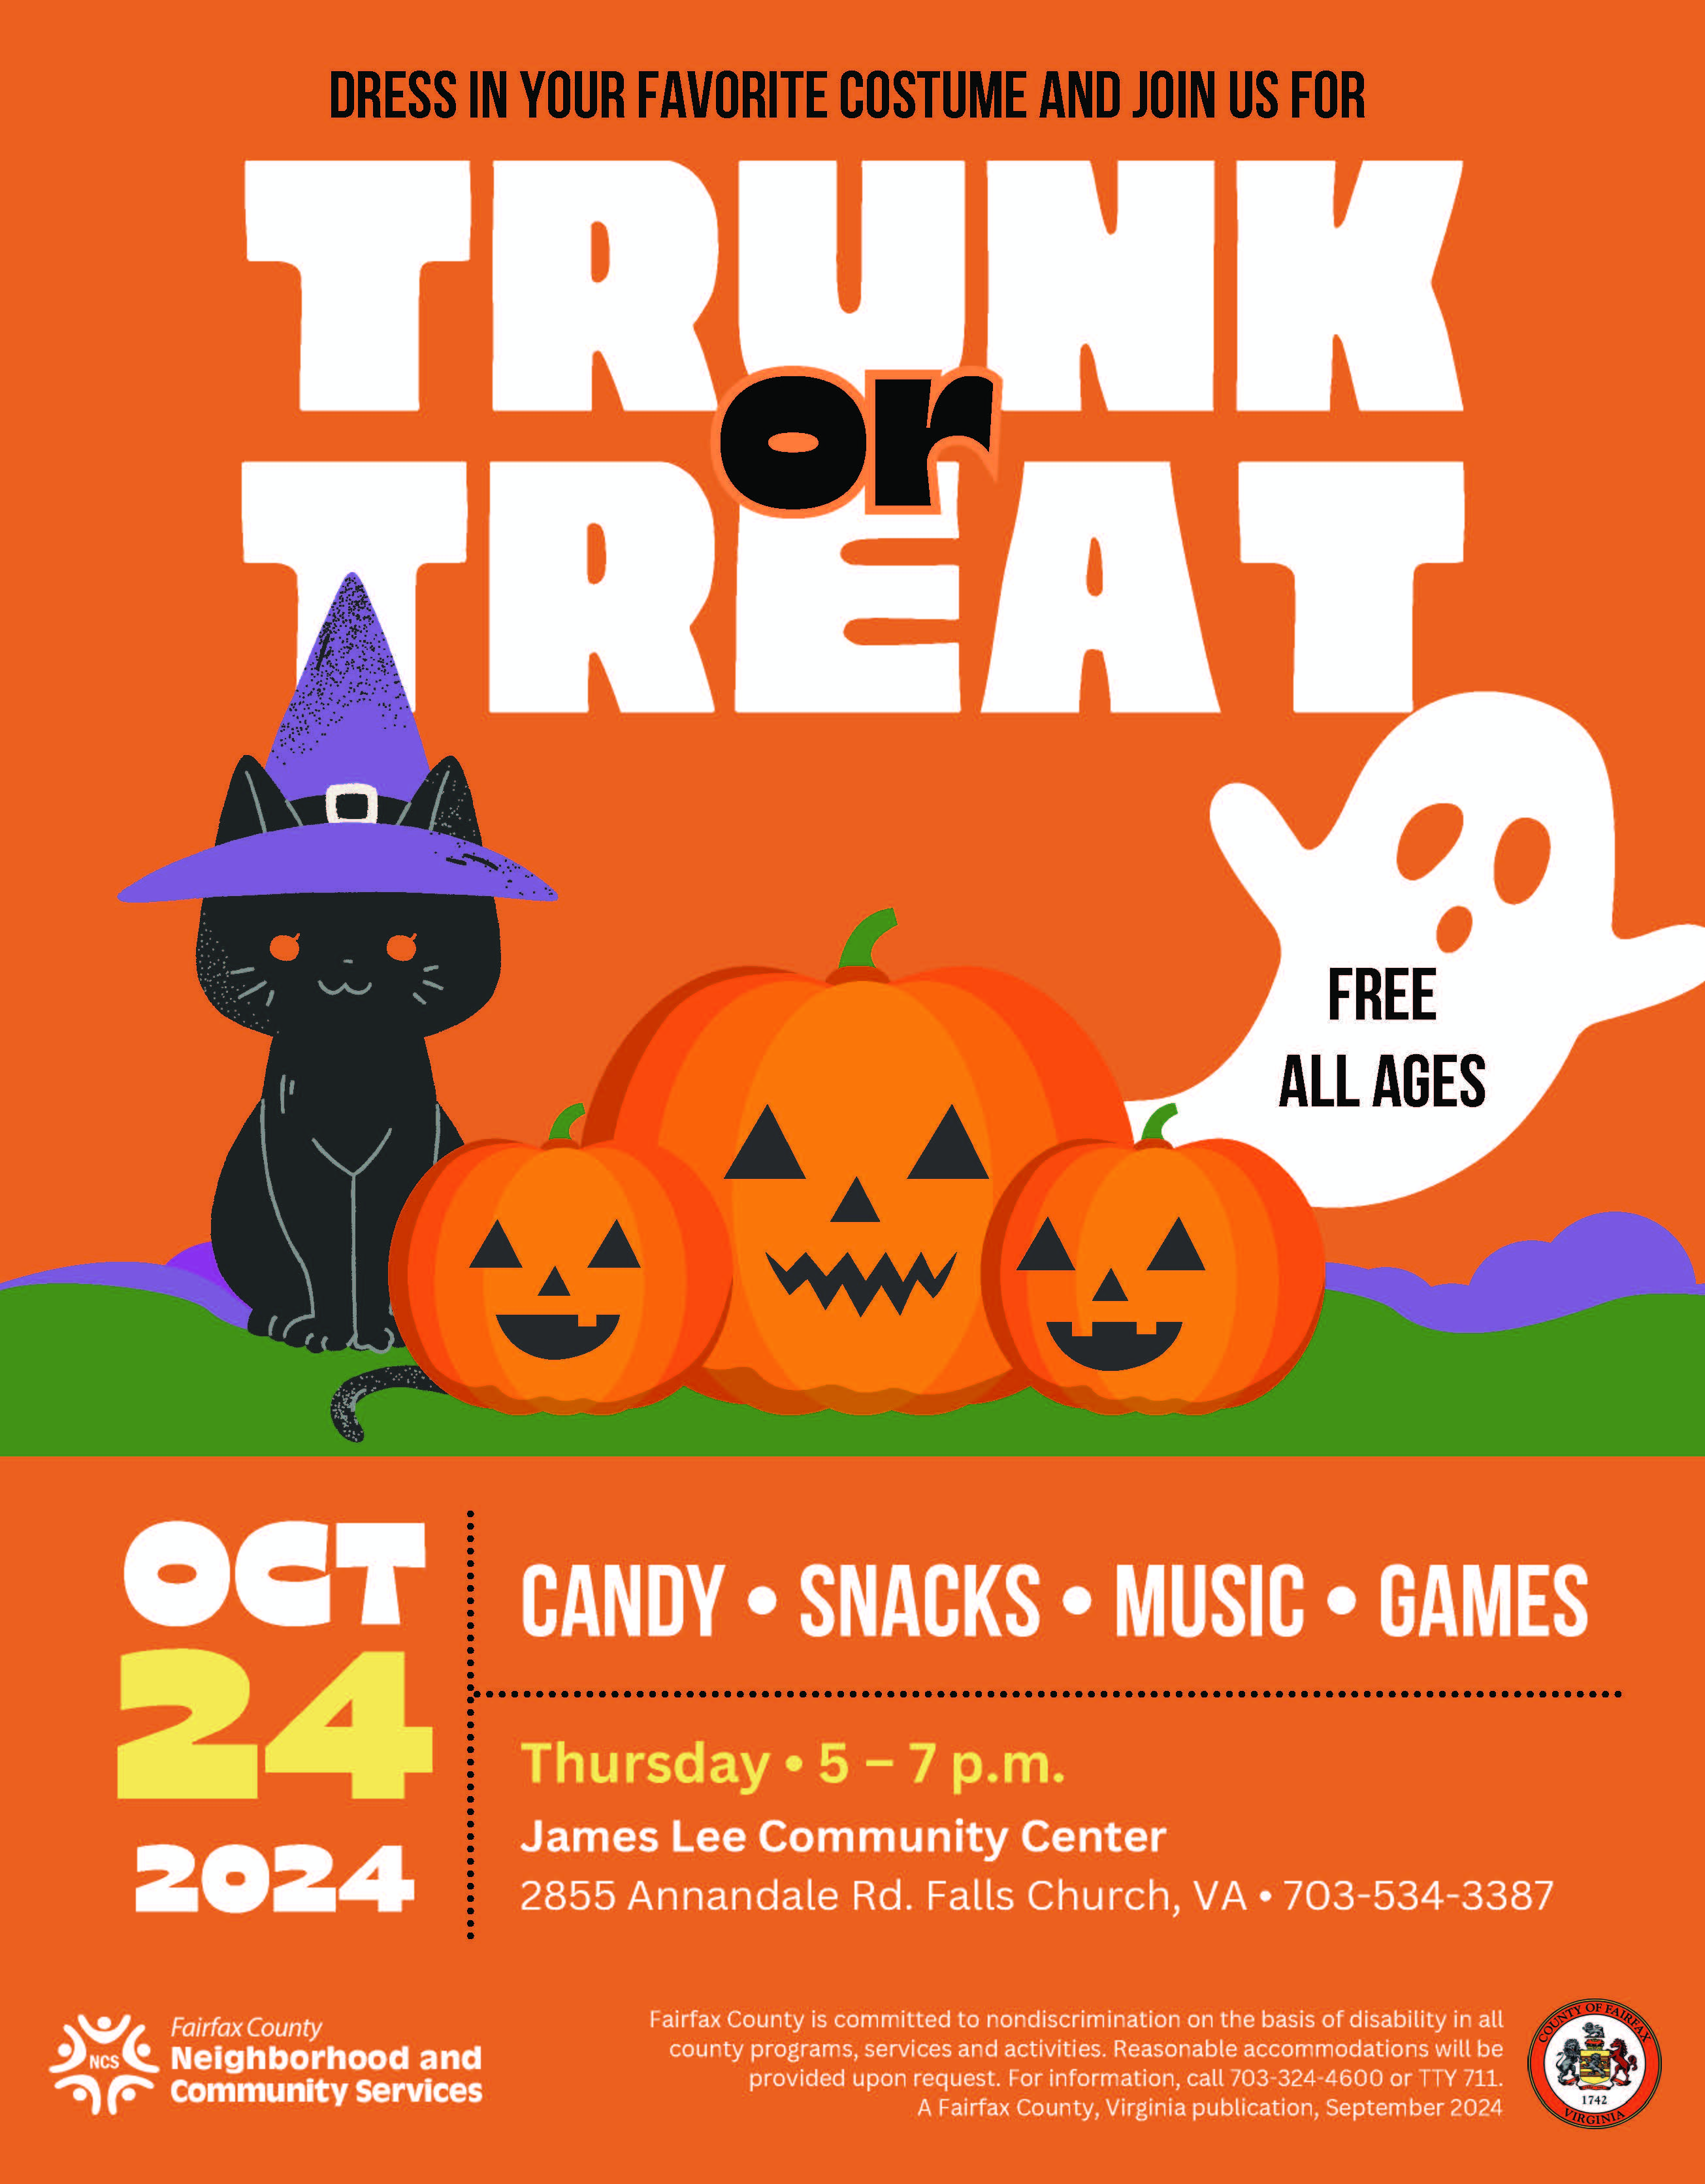 DRESS IN YOUR FAVORITE COSTUME AND JOIN US FOR
TRUNK
or
TREAT
FREE
ALL AGES
OCT
24
2024
CANDY • SNACKS • MUSIC • GAMES
Thursday • 5 – 7 p.m.
James Lee Community Center
2855 Annandale Rd. Falls Church, VA • 703-534-3387
NCS
Fairfax County
Neighborhood and
Community Services
Fairfax County is committed to nondiscrimination on the basis of disability in all
county programs, services and activities. Reasonable accommodations will be
provided upon request. For information, call 703-324-4600 or TTY 711.
A Fairfax County, Virginia publication, September 2024
COUNTY OF FAIRFAX
1742
VIRGINIA